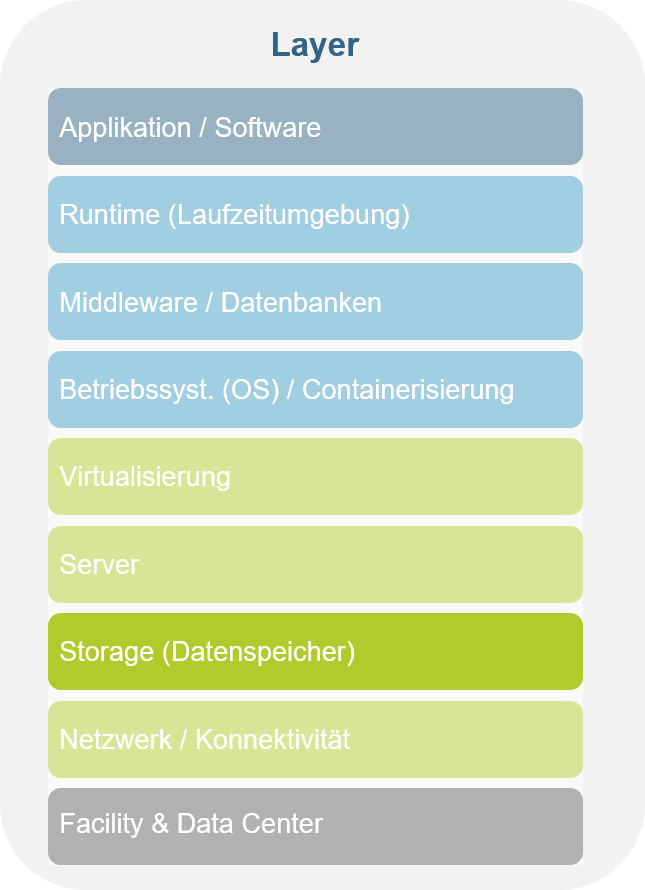 Layer
Applikation / Software
Runtime (Laufzeitumgebung)
Middleware / Datenbanken
Betriebssyst. (OS) / Containerisierung
Virtualisierung
Server
Storage (Datenspeicher)
Netzwerk / Konnektivität
Facility & Data Center